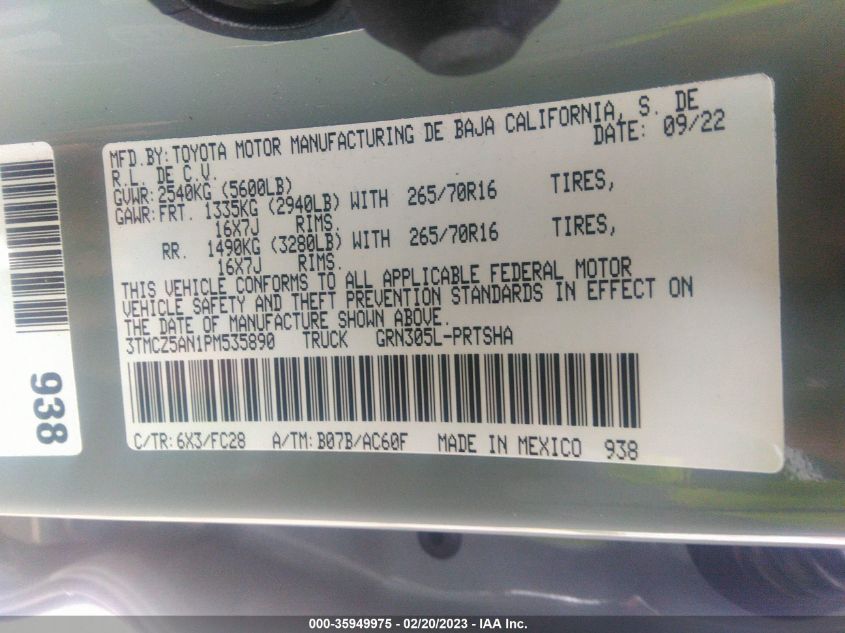 MFD.BY:TOYOTA MOTOR MANUFACTURING DE BAJA CALIFORNIA, S. DE
R.L. DE C.V. DATE: 09/22
GVWR: 2540KG (5600LB)
GAWR:FRT. 1335KG (2940LB) WITH 265/70R16 TIRES,
16X7J RIMS.
RR. 1490KG (3280LB) WITH 265/70R16 TIRES,
16X7J RIMS.
THIS VEHICLE CONFORMS TO ALL APPLICABLE FEDERAL MOTOR
VEHICLE SAFETY AND THEFT PREVENTION STANDARDS IN EFFECT ON
THE DATE OF MANUFACTURE SHOWN ABOVE.
3TMCZ5AN1PM535890 TRUCK GRN305L-PRTSHA
C/TR: 6X3/FC28 A/TM: B07B/AC60F MADE IN MEXICO 938
938
000-35949975 - 02/20/2023 - IAA Inc.